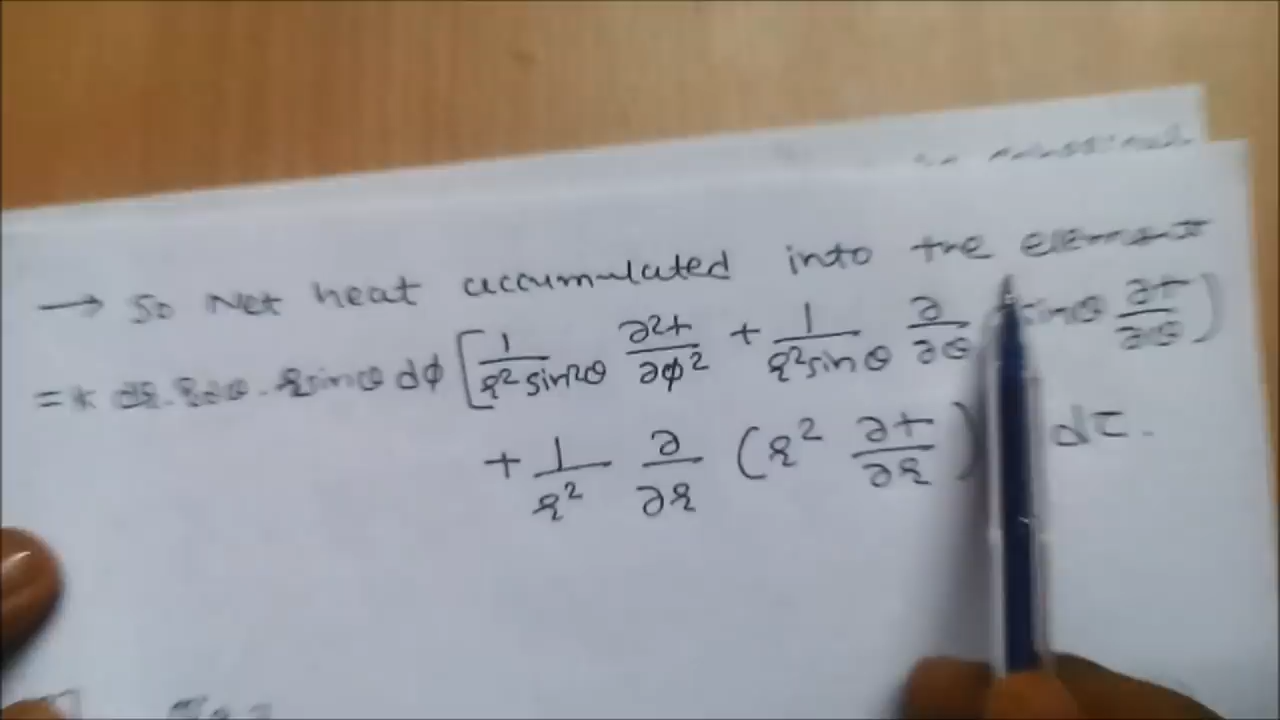 → So Net heat accumulated into the element
= k dr. rdθ. r sinθ dϕ [ 1/(r² sin²θ) ∂²t/∂ϕ² + 1/(r² sinθ) ∂/∂θ sinθ ∂t/∂θ )
+ 1/r² ∂/∂r (r² ∂t/∂r) dτ.